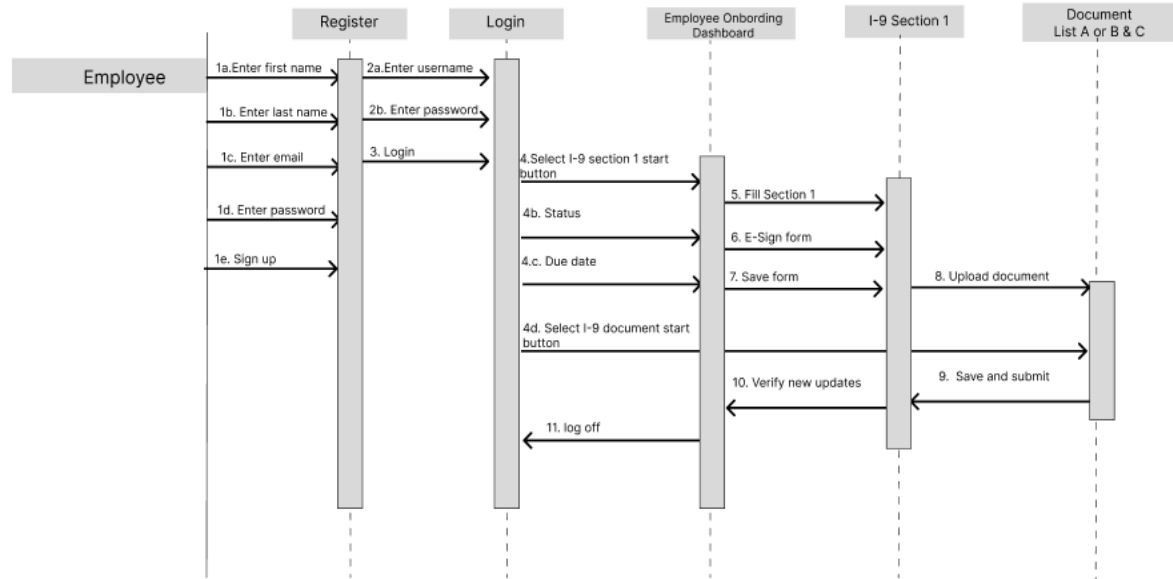 Register
Login
Employee Onbording
Dashboard
I-9 Section 1
Document
List A or B & C
Employee
1a.Enter first name
2a.Enter username
1b. Enter last name
2b. Enter password
1c. Enter email
3. Login
4.Select I-9 section 1 start
button
5. Fill Section 1
1d. Enter password
4b. Status
6. E-Sign form
1e. Sign up
4.c. Due date
7. Save form
8. Upload document
4d. Select I-9 document start
button
10. Verify new updates
9. Save and submit
11. log off